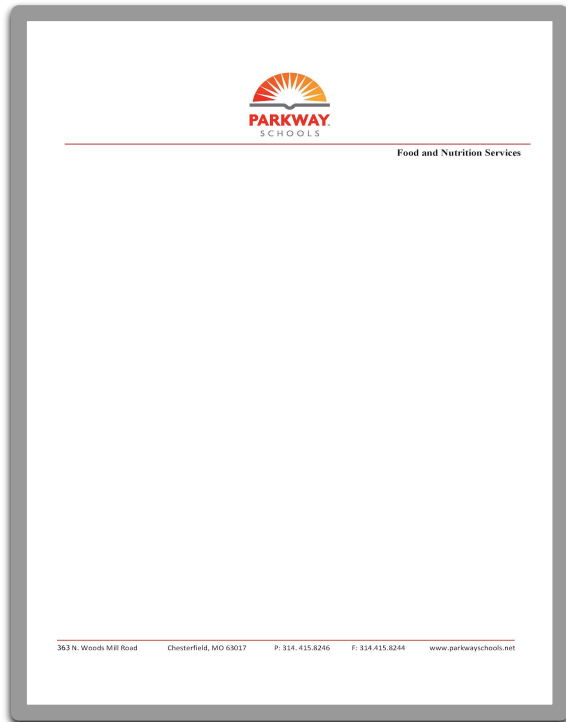 PARKWAY
SCHOOLS
Food and Nutrition Services
363 N. Woods Mill Road Chesterfield, MO 63017 P: 314. 415.8246 F: 314.415.8244 www.parkwayschools.net